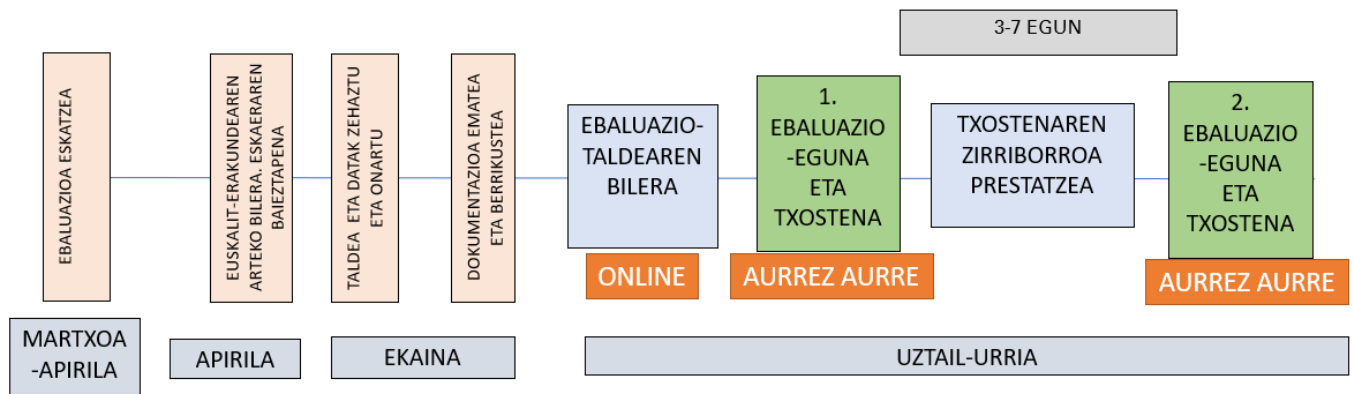 3-7 EGUN
EBALUAZIOA ESKATZEA
EUSKALIT-ERAKUNDEAREN
ARTEKO BILERA. ESKAERAREN
BAIEZTAPENA
TALDEA ETA DATAK ZEHAZTU
ETA ONARTU
DOKUMENTAZIOA EMATEA
ETA BERRIKUSTEA
EBALUAZIO-
TALDEAREN
BILERA
1.
EBALUAZIO
-EGUNA
ETA
TXOSTENA
TXOSTENAREN
ZIRRIBORROA
PRESTATZEA
2.
EBALUAZIO
-EGUNA
ETA
TXOSTENA
ONLINE
AURREZ AURRE
AURREZ AURRE
MARTXOA
-APIRILA
APIRILA
EKAINA
UZTAIL-URRIA